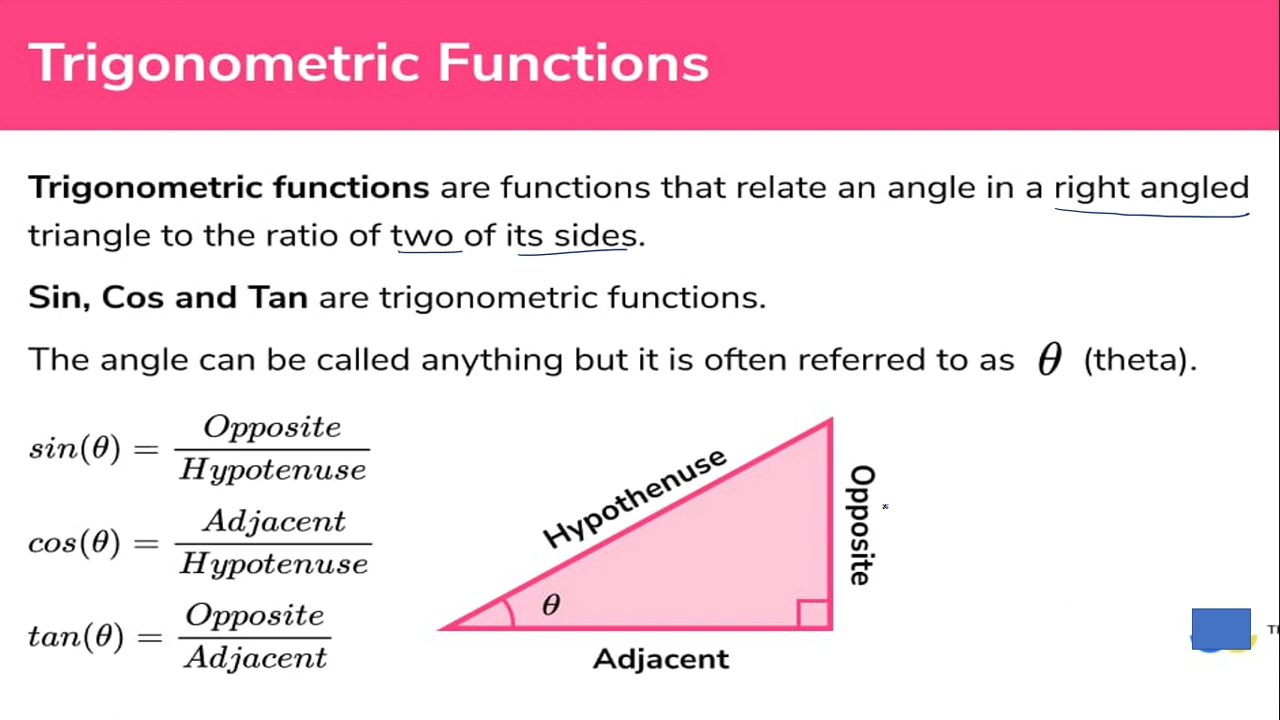 Trigonometric Functions
Trigonometric functions are functions that relate an angle in a right angled
triangle to the ratio of two of its sides.
Sin, Cos and Tan are trigonometric functions.
The angle can be called anything but it is often referred to as θ (theta).
sin(θ) = Opposite / Hypotenuse
cos(θ) = Adjacent / Hypotenuse
tan(θ) = Opposite / Adjacent
Hypothenuse
Opposite
θ
Adjacent